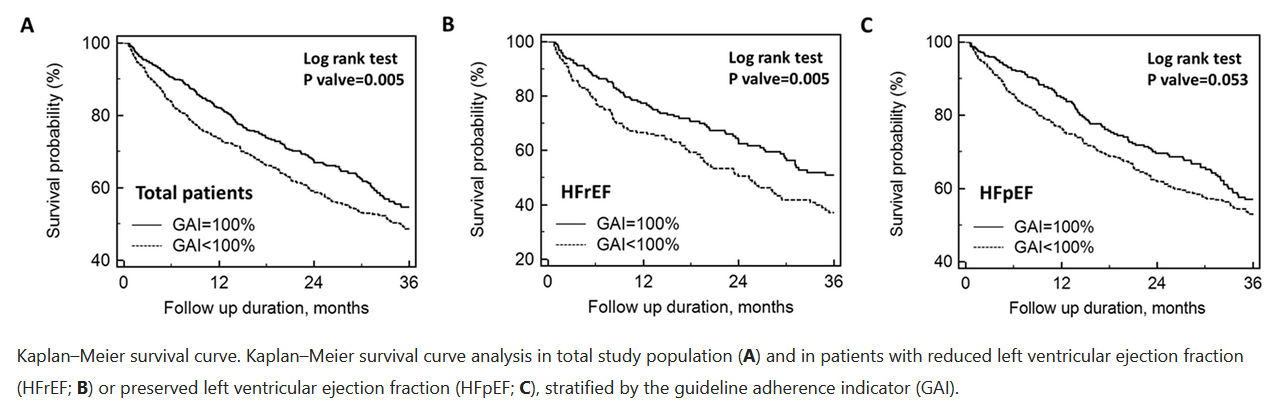 A
Log rank test
P valve=0.005
Survival probability (%)
100
80
60
40
Total patients
GAI=100%
GAI<100%
0 12 24 36
Follow up duration, months
B
Log rank test
P valve=0.005
Survival probability (%)
100
80
60
40
20
HFrEF
GAI=100%
GAI<100%
0 12 24 36
Follow up duration, months
C
Log rank test
P valve=0.053
Survival probability (%)
100
80
60
40
HFpEF
GAI=100%
GAI<100%
0 12 24 36
Follow up duration, months
Kaplan–Meier survival curve. Kaplan–Meier survival curve analysis in total study population (A) and in patients with reduced left ventricular ejection fraction
(HFrEF; B) or preserved left ventricular ejection fraction (HFpEF; C), stratified by the guideline adherence indicator (GAI).